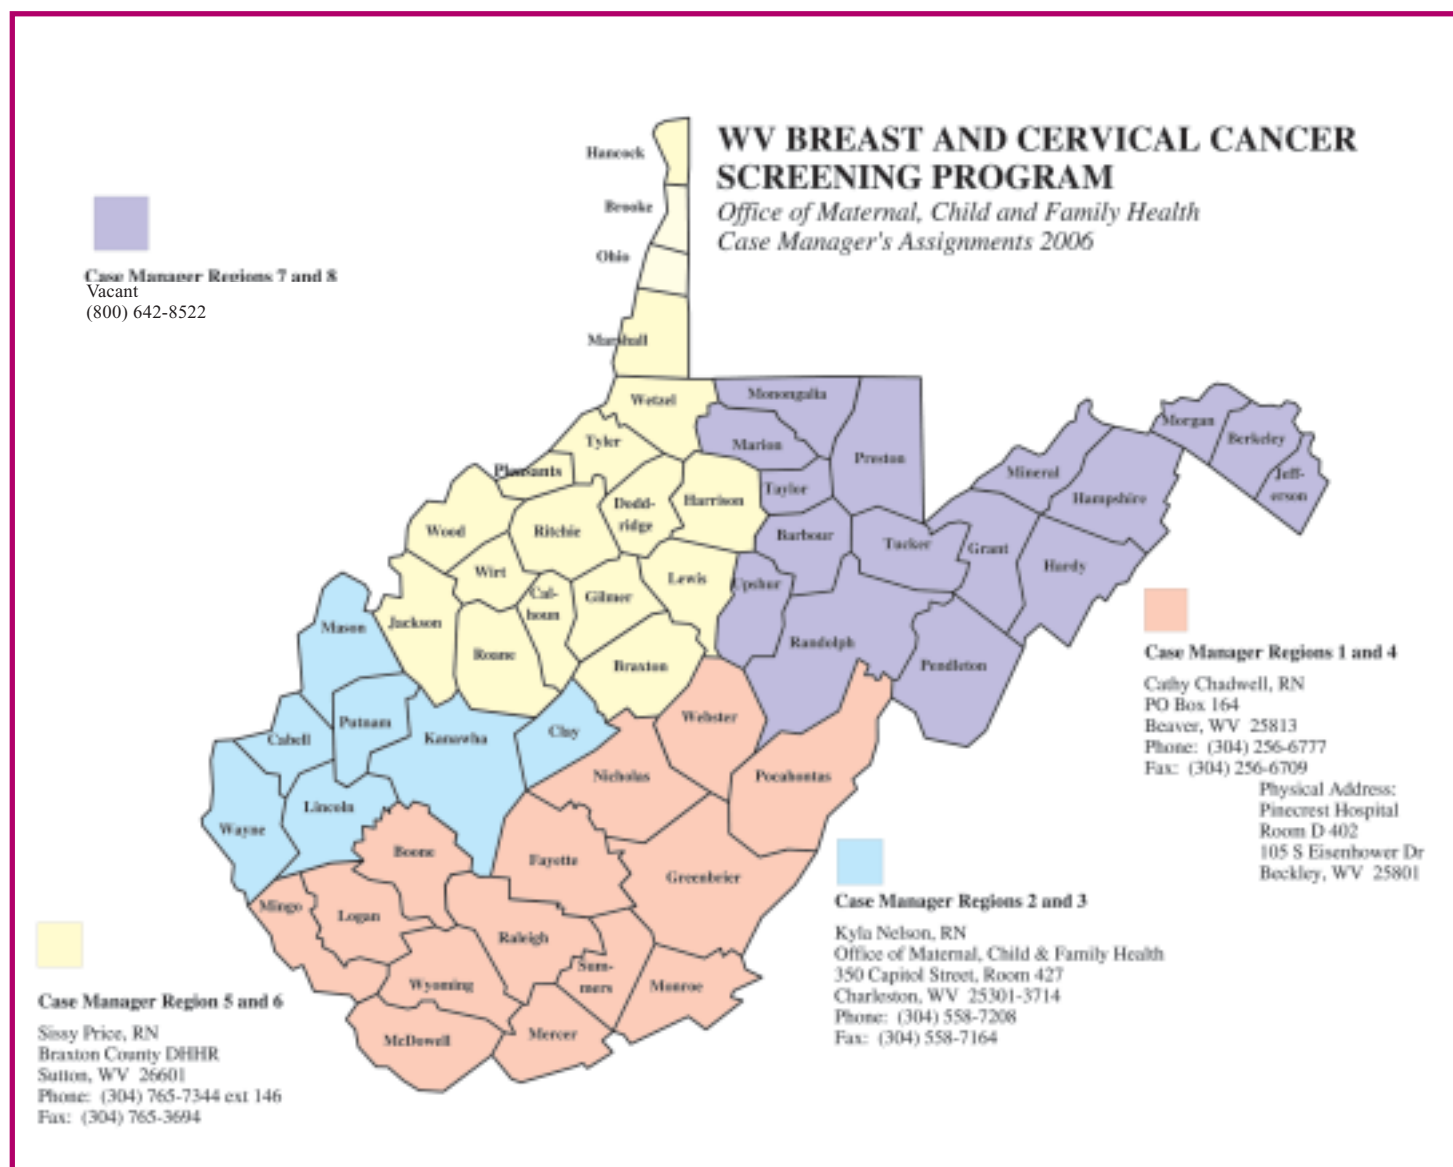 WV BREAST AND CERVICAL CANCER
SCREENING PROGRAM
Office of Maternal, Child and Family Health
Case Manager's Assignments 2006
Case Manager Regions 7 and 8
Vacant
(800) 642-8522
Hancock
Brooke
Ohio
Marshall
Wetzel
Monongalia
Marion
Preston
Tyler
Pleasants
Dodd-
ridge
Harrison
Taylor
Wood
Ritchie
Barbour
Tucker
Grant
Mineral
Hampshire
Hardy
Morgan
Berkeley
Jeff-
erson
Wirt
Cal-
houn
Gilmer
Lewis
Upshur
Mason
Jackson
Roane
Braxton
Randolph
Pendleton
Cabell
Putnam
Kanawha
Clay
Webster
Nicholas
Pocahontas
Wayne
Lincoln
Boone
Fayette
Greenbrier
Mingo
Logan
Raleigh
Wyoming
Sum-
mers
Monroe
McDowell
Mercer
Case Manager Regions 1 and 4
Cathy Chadwell, RN
PO Box 164
Beaver, WV 25813
Phone: (304) 256-6777
Fax: (304) 256-6709
Physical Address:
Pinecrest Hospital
Room D 402
105 S Eisenhower Dr
Beckley, WV 25801
Case Manager Regions 2 and 3
Kyla Nelson, RN
Office of Maternal, Child & Family Health
350 Capitol Street, Room 427
Charleston, WV 25301-3714
Phone: (304) 558-7208
Fax: (304) 558-7164
Case Manager Region 5 and 6
Sissy Price, RN
Braxton County DHHR
Sutton, WV 26601
Phone: (304) 765-7344 ext 146
Fax: (304) 765-3694